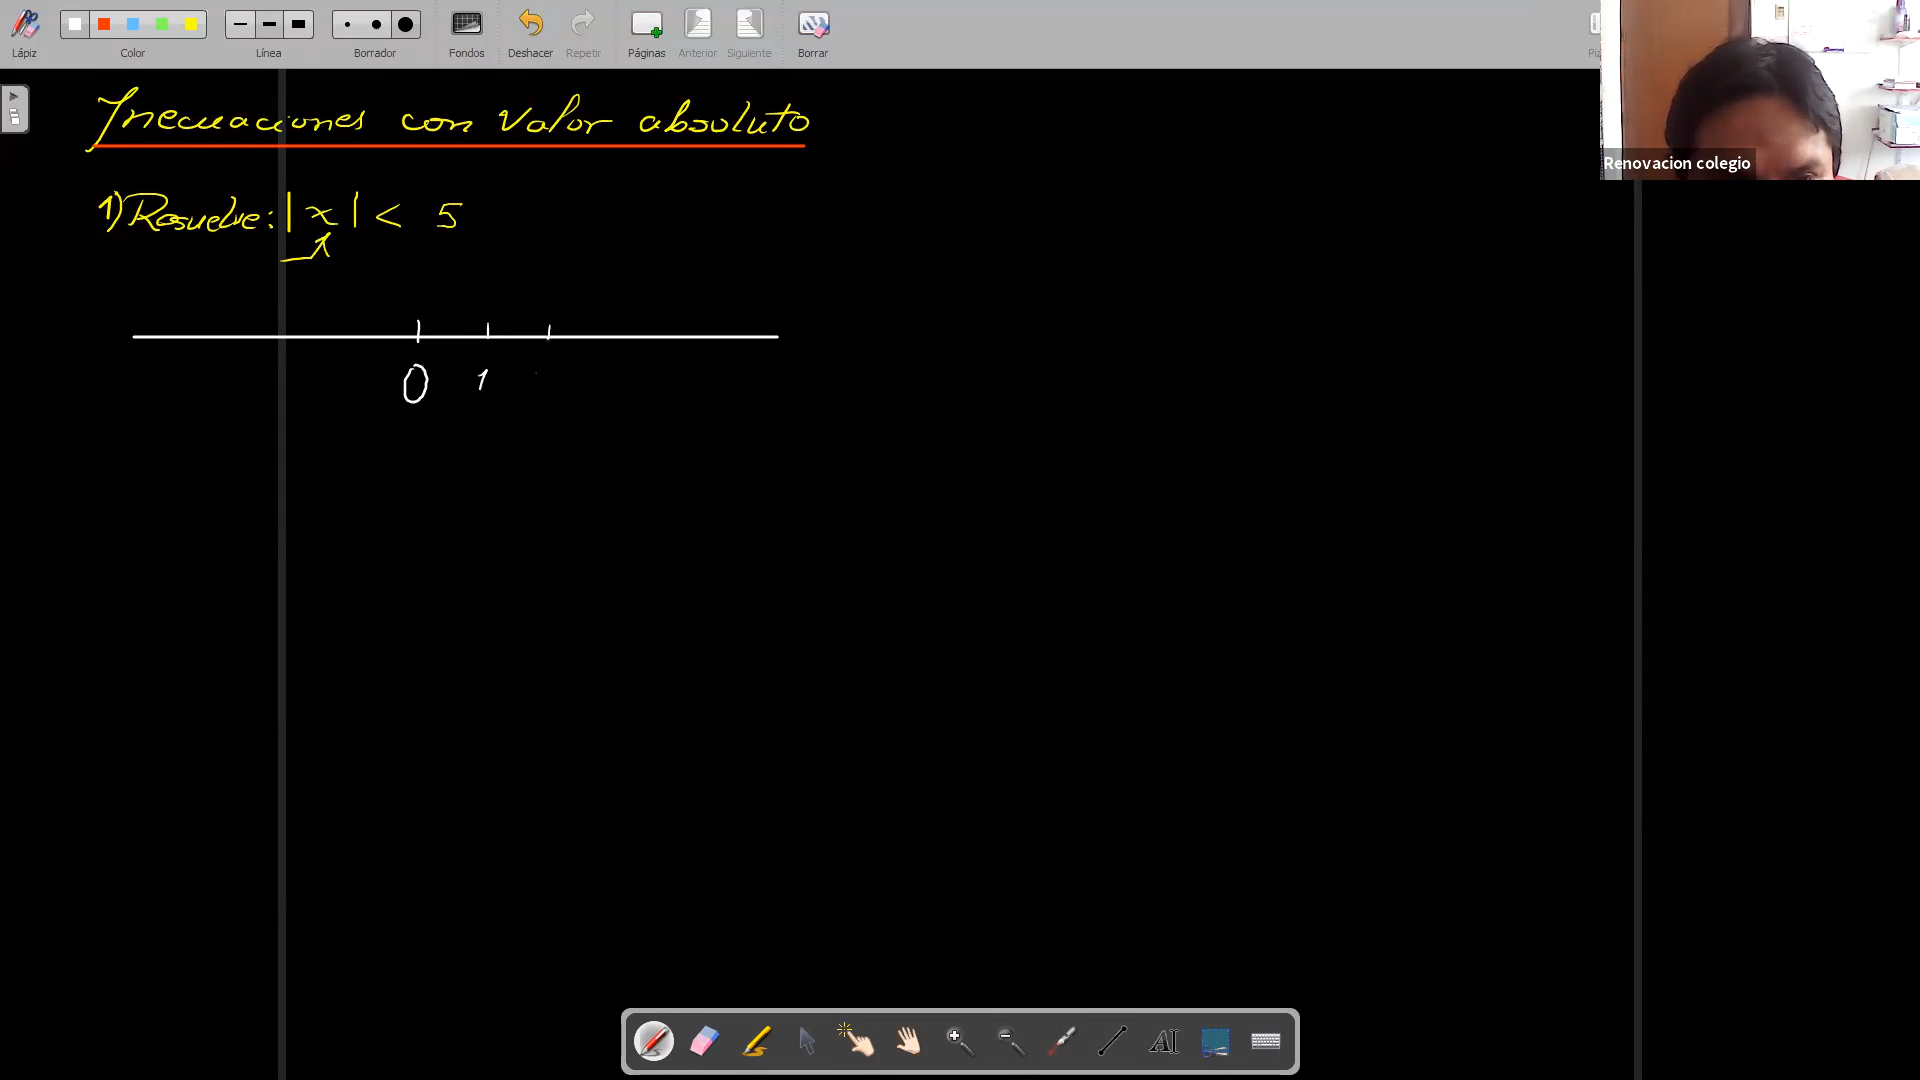 Lápiz Color Línea Borrador Fondos Deshacer Repetir Páginas Anterior Siguiente Borrar
Renovacion colegio
Inecuaciones con valor absoluto
1) Resuelve: |x| < 5
0 1